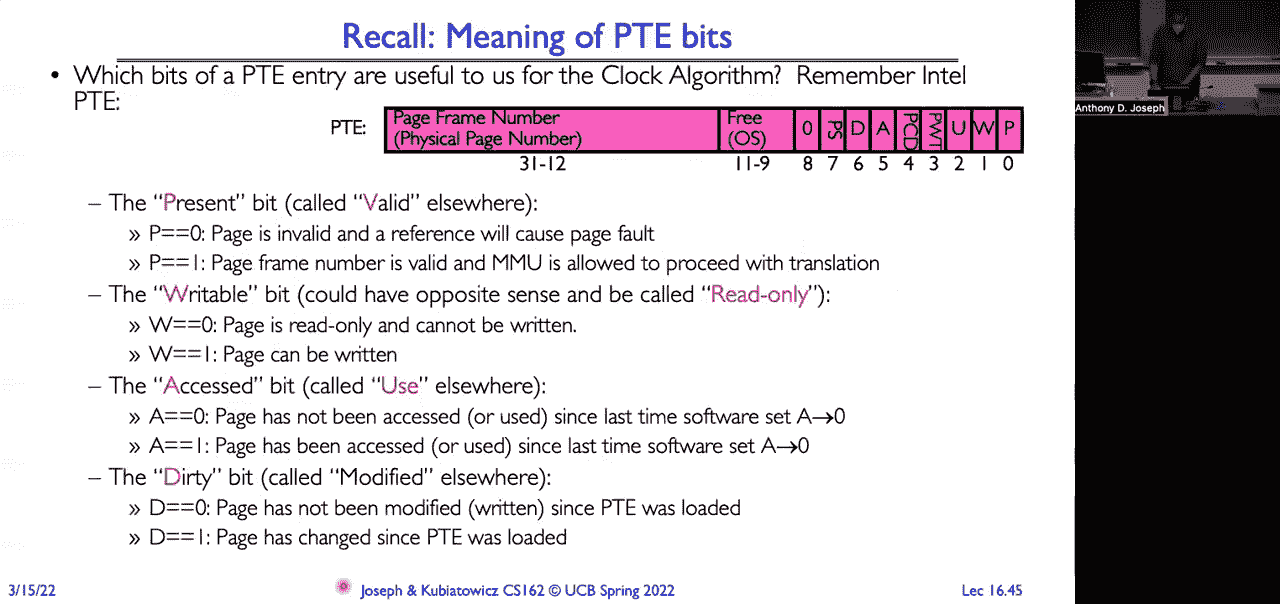 Recall: Meaning of PTE bits
• Which bits of a PTE entry are useful to us for the Clock Algorithm? Remember Intel
PTE:
PTE:
Page Frame Number
(Physical Page Number)
Free
(OS)
0
PS
D
A
PCD
PWT
U
W
P
31-12
11-9
8 7 6 5 4 3 2 1 0
– The “Present” bit (called “Valid” elsewhere):
» P==0: Page is invalid and a reference will cause page fault
» P==1: Page frame number is valid and MMU is allowed to proceed with translation
– The “Writable” bit (could have opposite sense and be called “Read-only”):
» W==0: Page is read-only and cannot be written.
» W==1: Page can be written
– The “Accessed” bit (called “Use” elsewhere):
» A==0: Page has not been accessed (or used) since last time software set A→0
» A==1: Page has been accessed (or used) since last time software set A→0
– The “Dirty” bit (called “Modified” elsewhere):
» D==0: Page has not been modified (written) since PTE was loaded
» D==1: Page has changed since PTE was loaded
3/15/22
Joseph & Kubiatowicz CS162 © UCB Spring 2022
Lec 16.45
Anthony D. Joseph